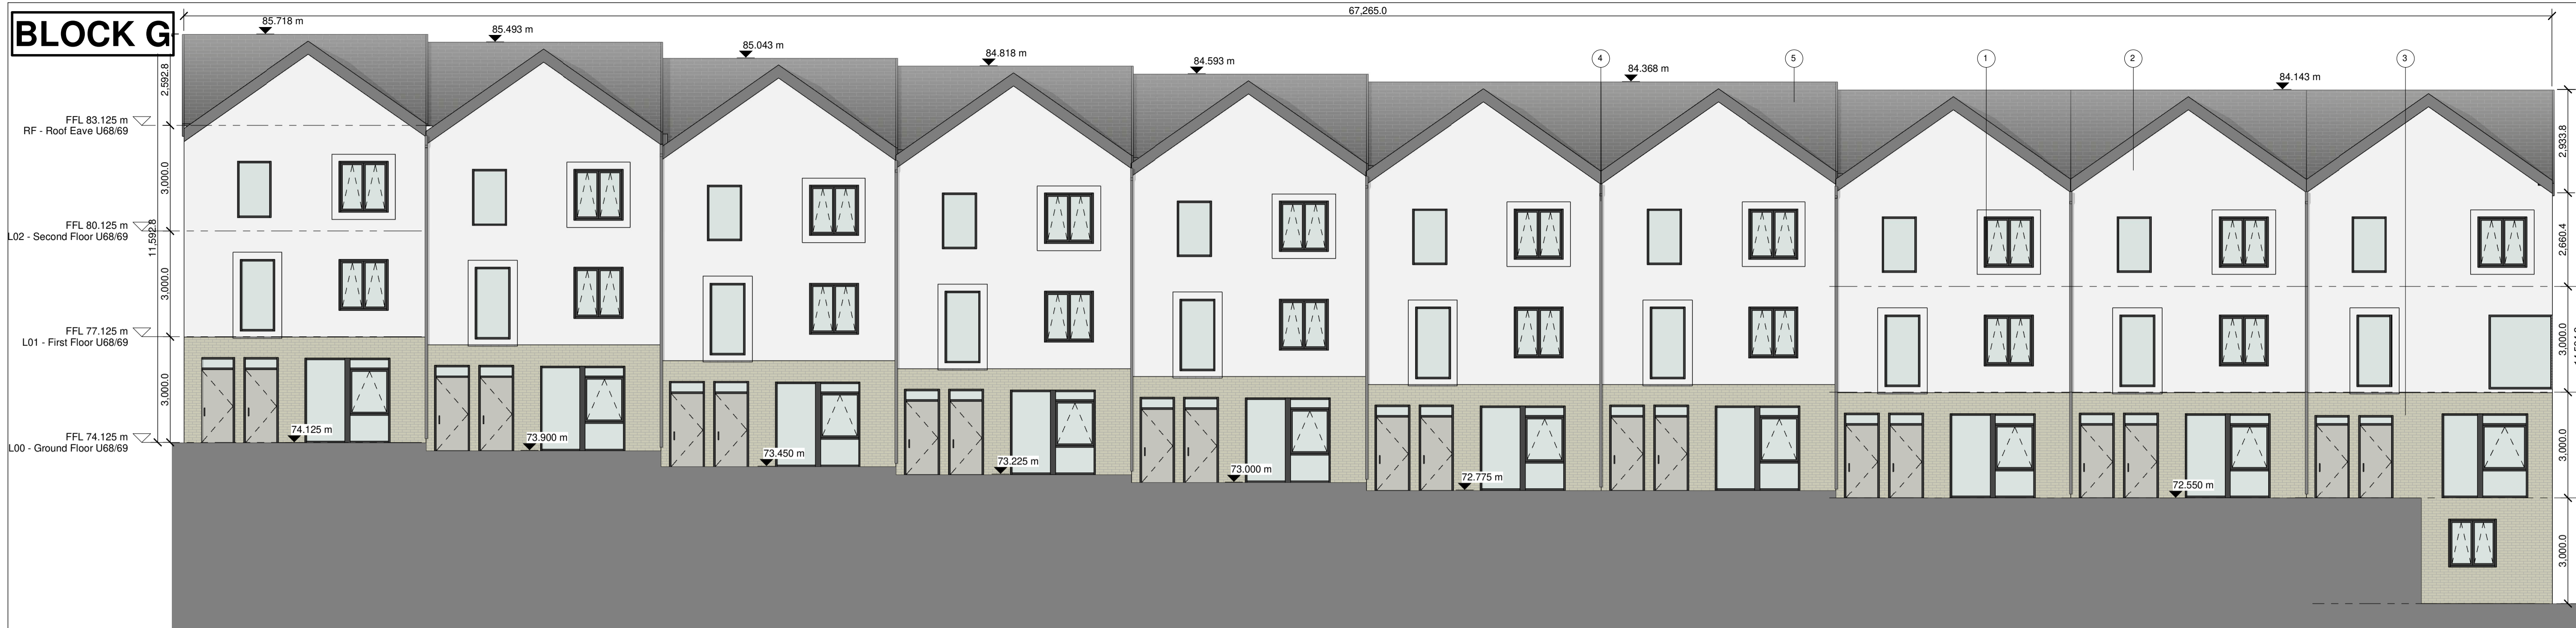 BLOCK G
67,265.0
85.718 m
85.493 m
85.043 m
84.818 m
84.593 m
4
84.368 m
5
1
2
84.143 m
3
2,592.8
FFL 83.125 m
RF - Roof Eave U68/69
3,000.0
FFL 80.125 m
L02 - Second Floor U68/69
11,592.8
3,000.0
FFL 77.125 m
L01 - First Floor U68/69
3,000.0
FFL 74.125 m
L00 - Ground Floor U68/69
74.125 m
73.900 m
73.450 m
73.225 m
73.000 m
72.775 m
72.550 m
2,933.8
2,660.4
3,000.0
3,000.0
3,000.0